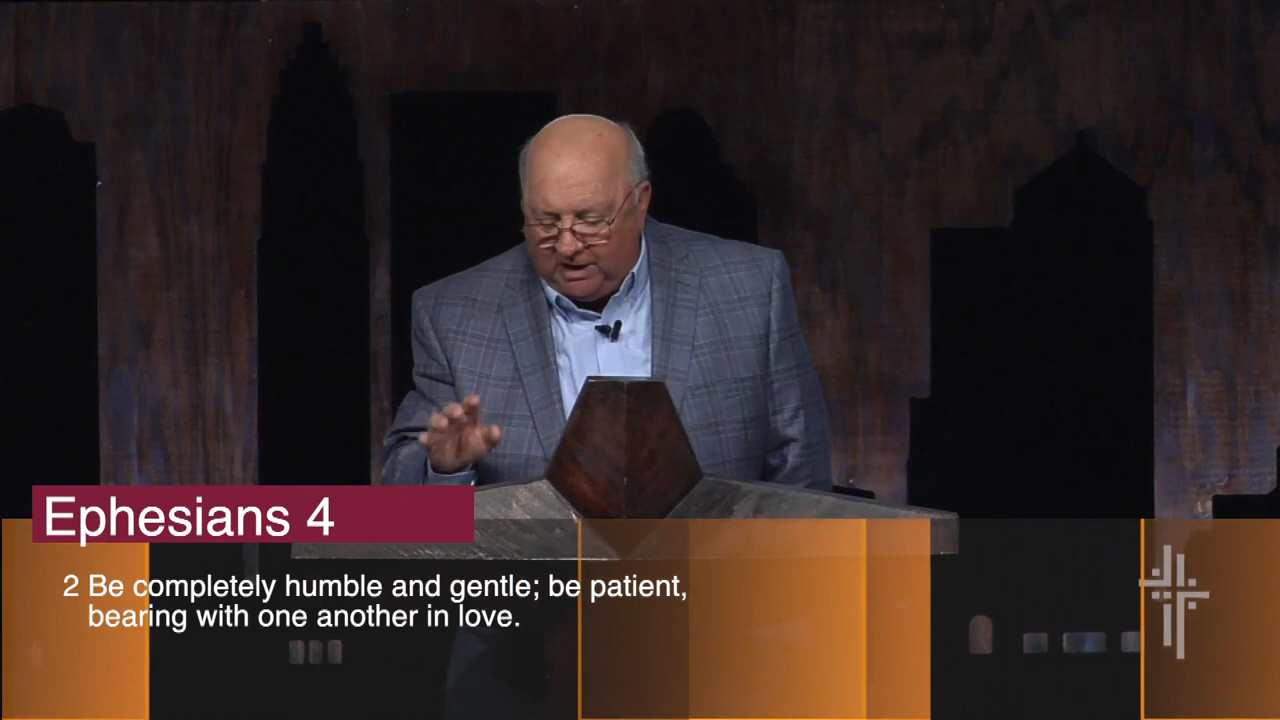 Ephesians 4
2 Be completely humble and gentle; be patient,
bearing with one another in love.